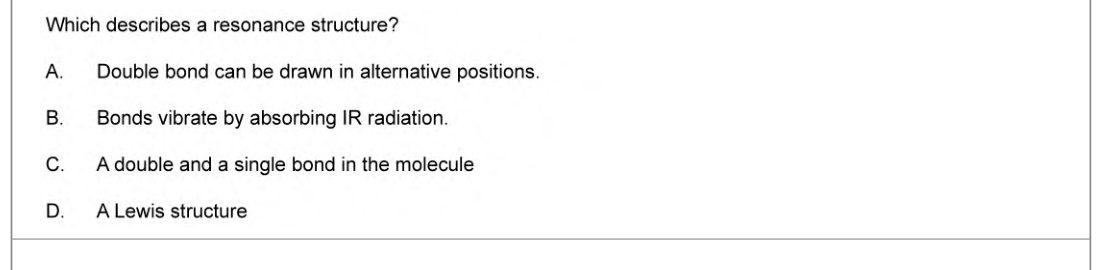 Which describes a resonance structure?
A. Double bond can be drawn in alternative positions.
B. Bonds vibrate by absorbing IR radiation.
C. A double and a single bond in the molecule
D. A Lewis structure